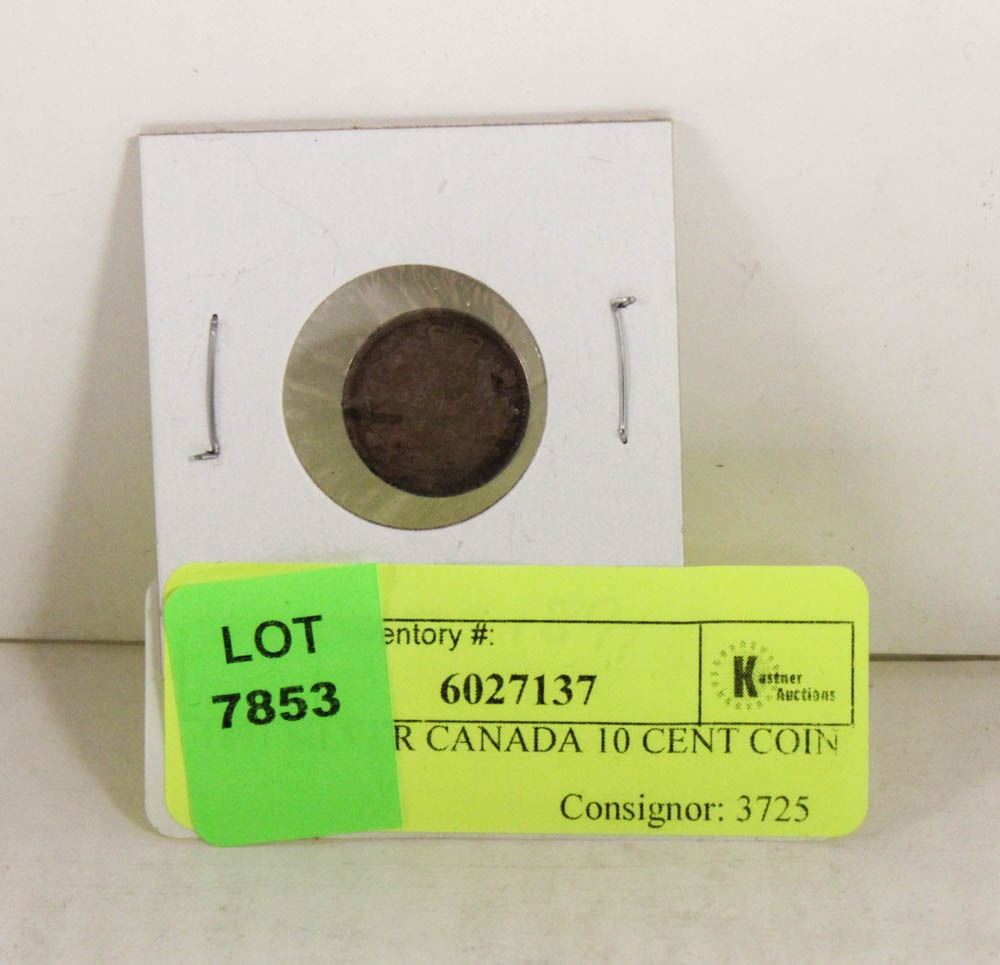 LOT
7853
entory #:
6027137
Kastner
Auctions
R CANADA 10 CENT COIN
Consignor: 3725